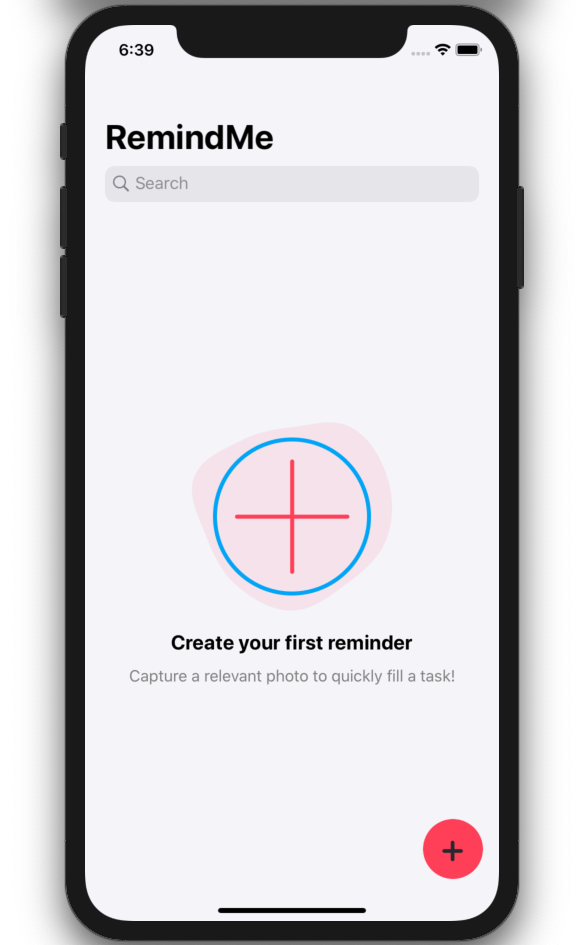 6:39
RemindMe
Search
Create your first reminder
Capture a relevant photo to quickly fill a task!